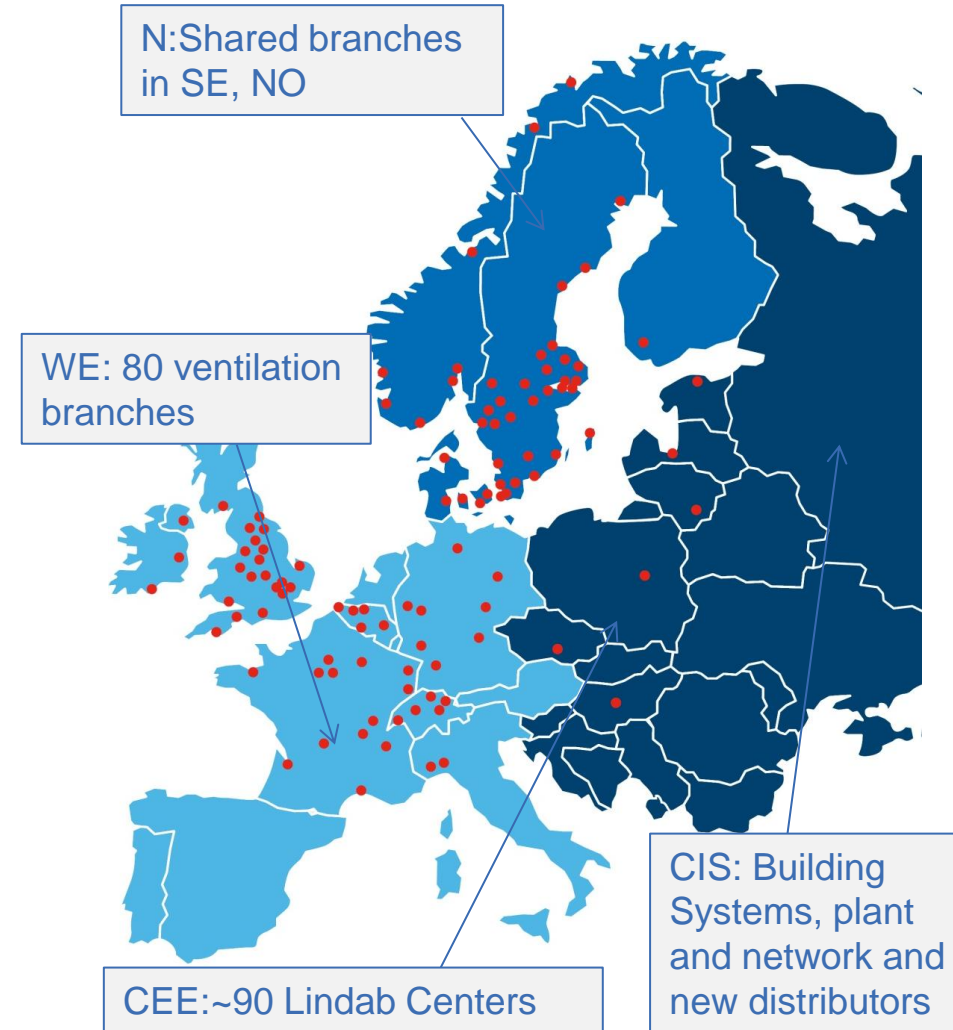 N:Shared branches
in SE, NO
WE: 80 ventilation
branches
CIS: Building
Systems, plant
and network and
new distributors
CEE:~90 Lindab Centers